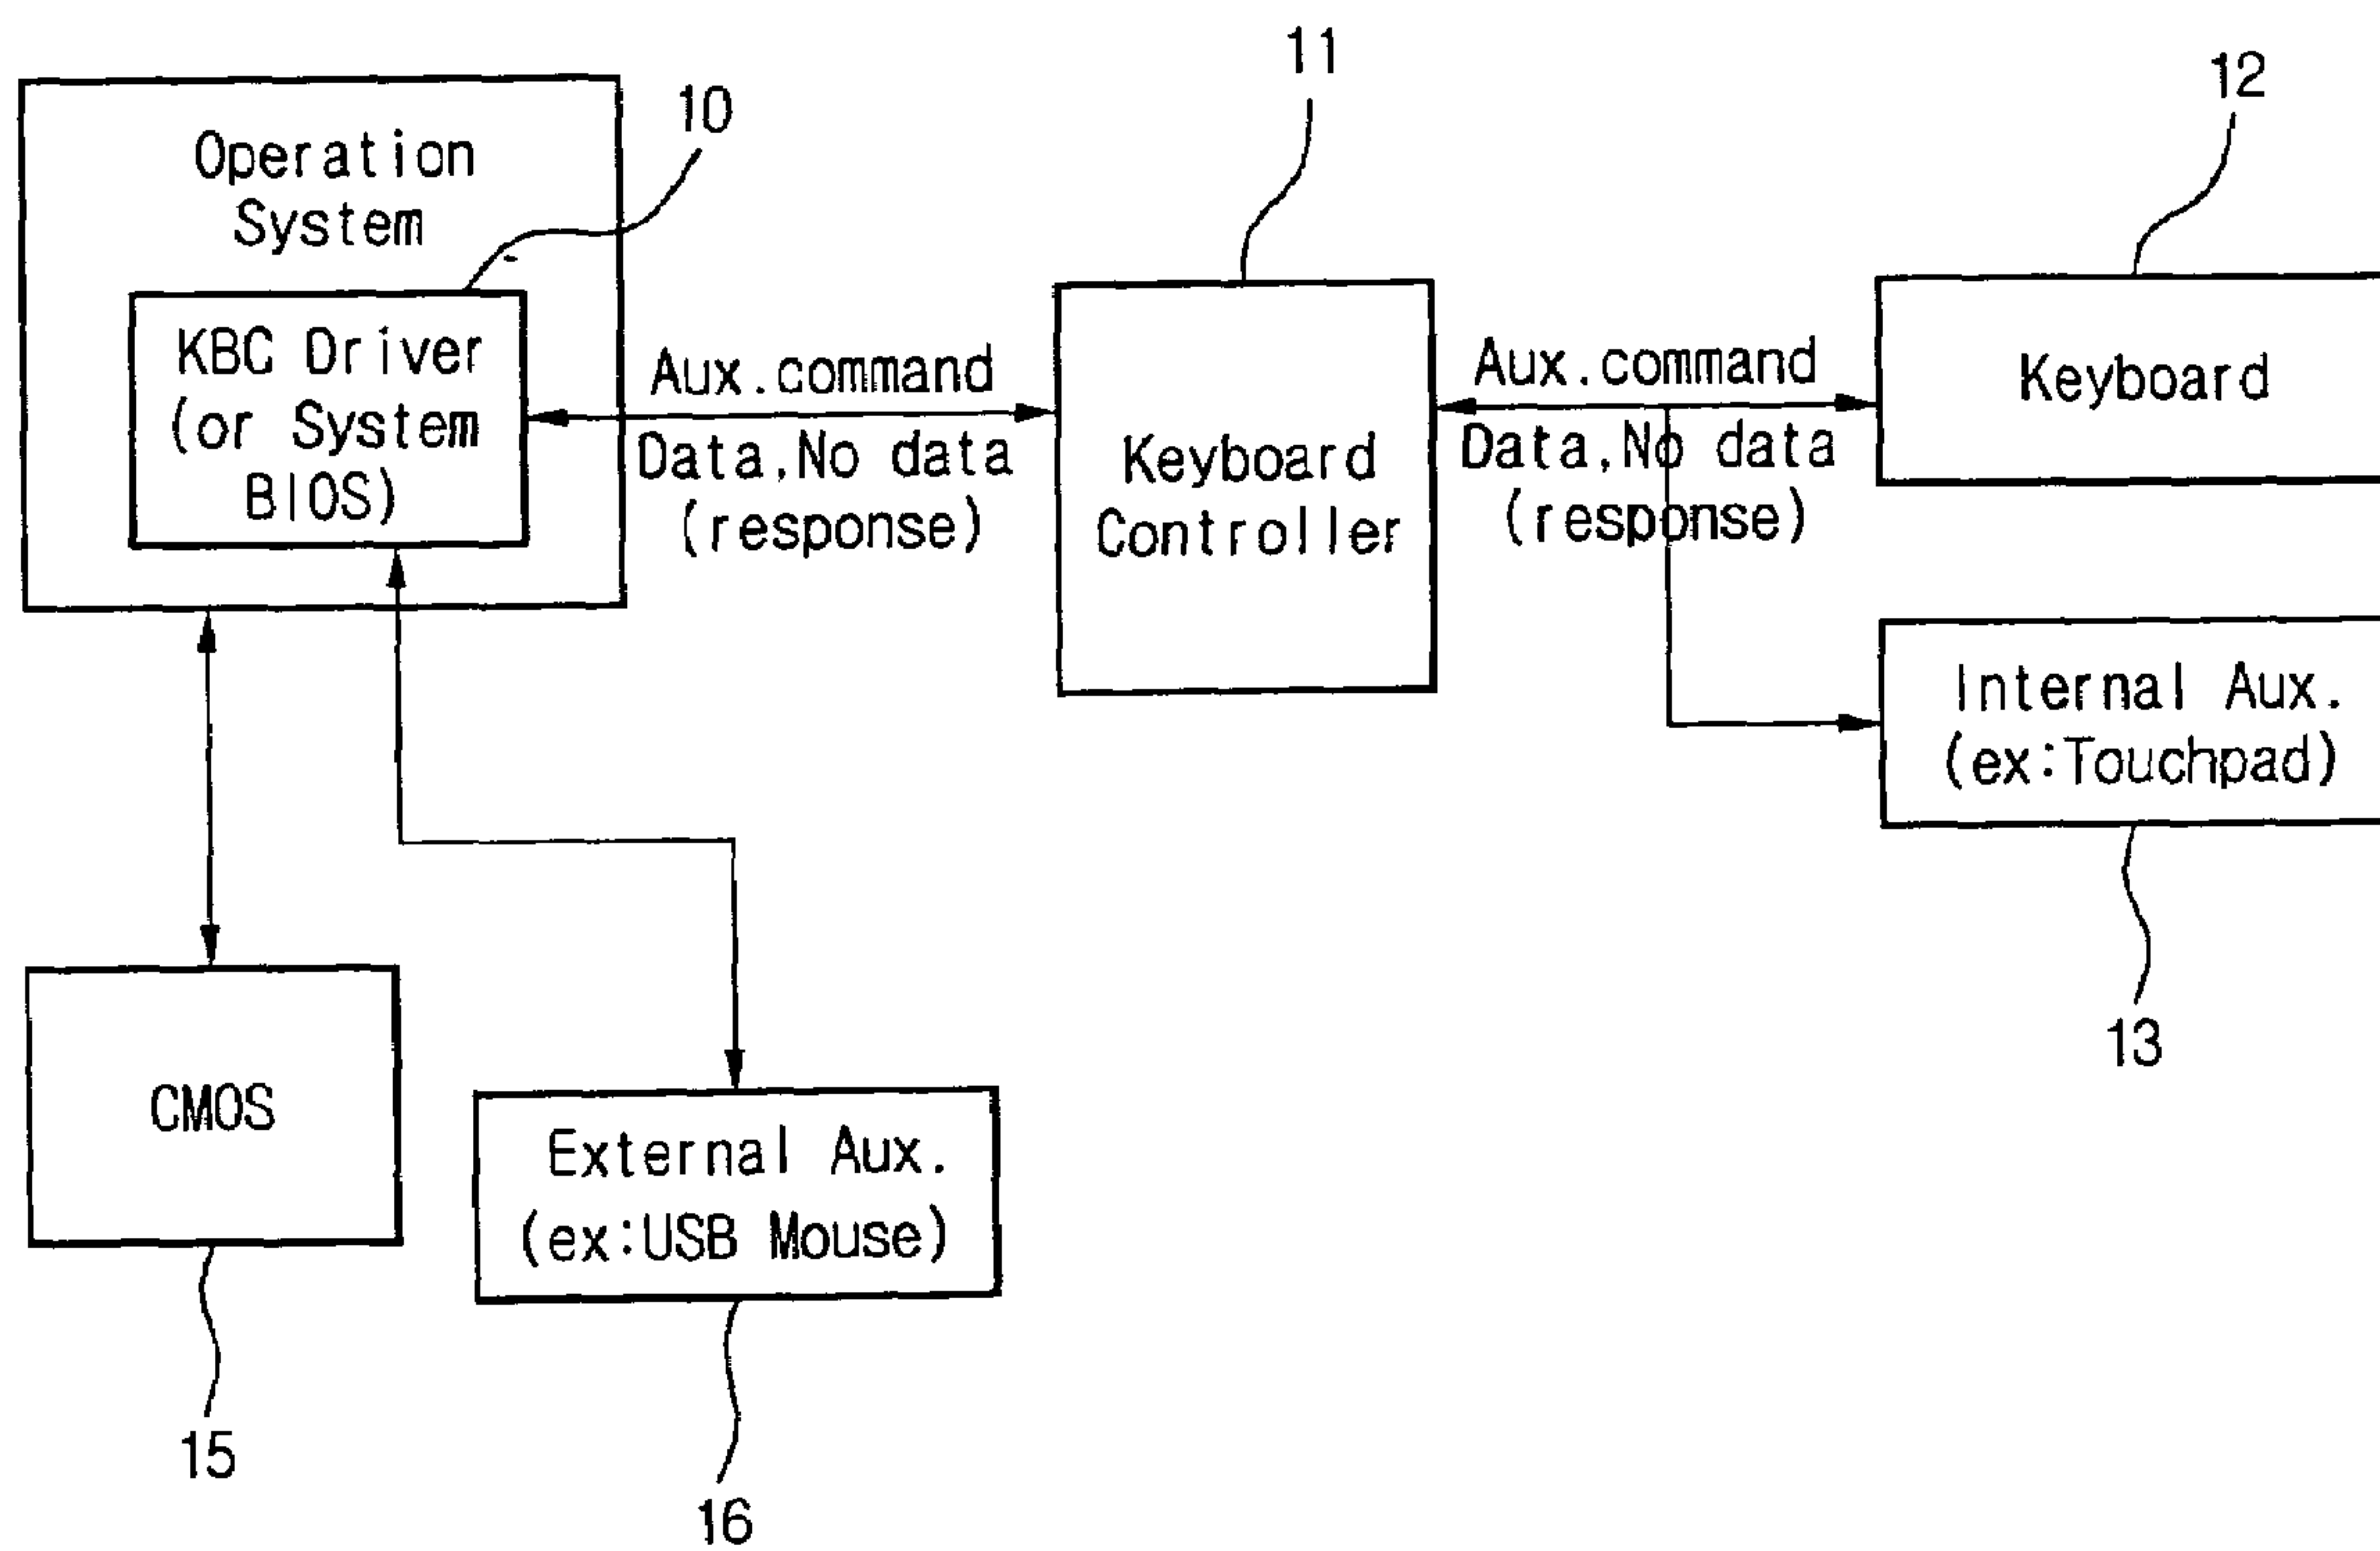 11
12
10
Operation
System
KBC Driver
(or System
BIOS)
Aux.command
Data,No data
(response)
Keyboard
Controller
Aux.command
Data,No data
(response)
Keyboard
Internal Aux.
(ex:Touchpad)
13
CMOS
External Aux.
(ex:USB Mouse)
15
16